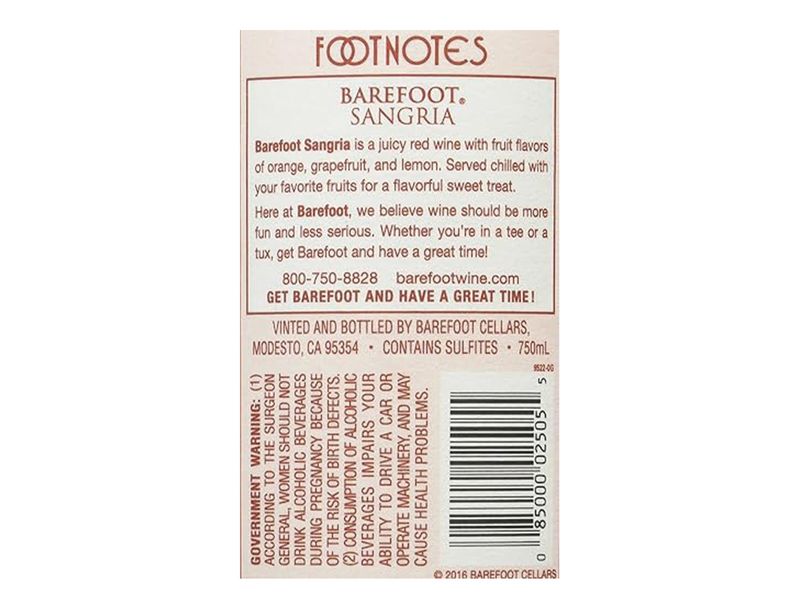 FOOTNOTES
BAREFOOT®
SANGRIA
Barefoot Sangria is a juicy red wine with fruit flavors
of orange, grapefruit, and lemon. Served chilled with
your favorite fruits for a flavorful sweet treat.
Here at Barefoot, we believe wine should be more
fun and less serious. Whether you're in a tee or a
tux, get Barefoot and have a great time!
800-750-8828 barefootwine.com
GET BAREFOOT AND HAVE A GREAT TIME!
VINTED AND BOTTLED BY BAREFOOT CELLARS,
MODESTO, CA 95354 • CONTAINS SULFITES • 750mL
GOVERNMENT WARNING: (1)
ACCORDING TO THE SURGEON
GENERAL, WOMEN SHOULD NOT
DRINK ALCOHOLIC BEVERAGES
DURING PREGNANCY BECAUSE
OF THE RISK OF BIRTH DEFECTS.
(2) CONSUMPTION OF ALCOHOLIC
BEVERAGES IMPAIRS YOUR
ABILITY TO DRIVE A CAR OR
OPERATE MACHINERY, AND MAY
CAUSE HEALTH PROBLEMS.
9522-0G
0 85000 02505 5
© 2016 BAREFOOT CELLARS